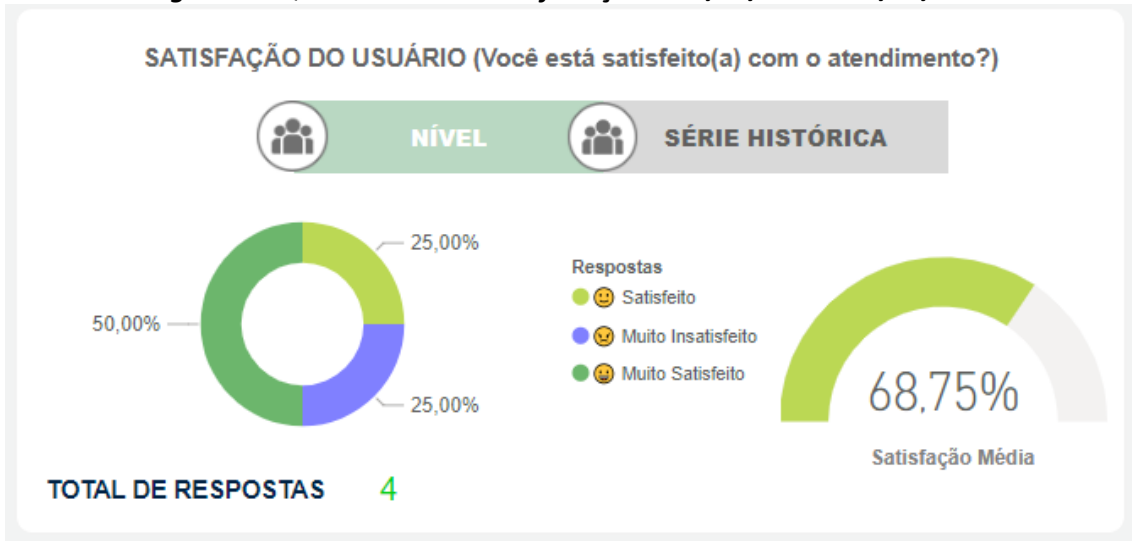 SATISFAÇÃO DO USUÁRIO (Você está satisfeito(a) com o atendimento?)
NÍVEL
SÉRIE HISTÓRICA
25,00%
50,00%
25,00%
Respostas
Satisfeito
Muito Insatisfeito
Muito Satisfeito
68,75%
Satisfação Média
TOTAL DE RESPOSTAS 4